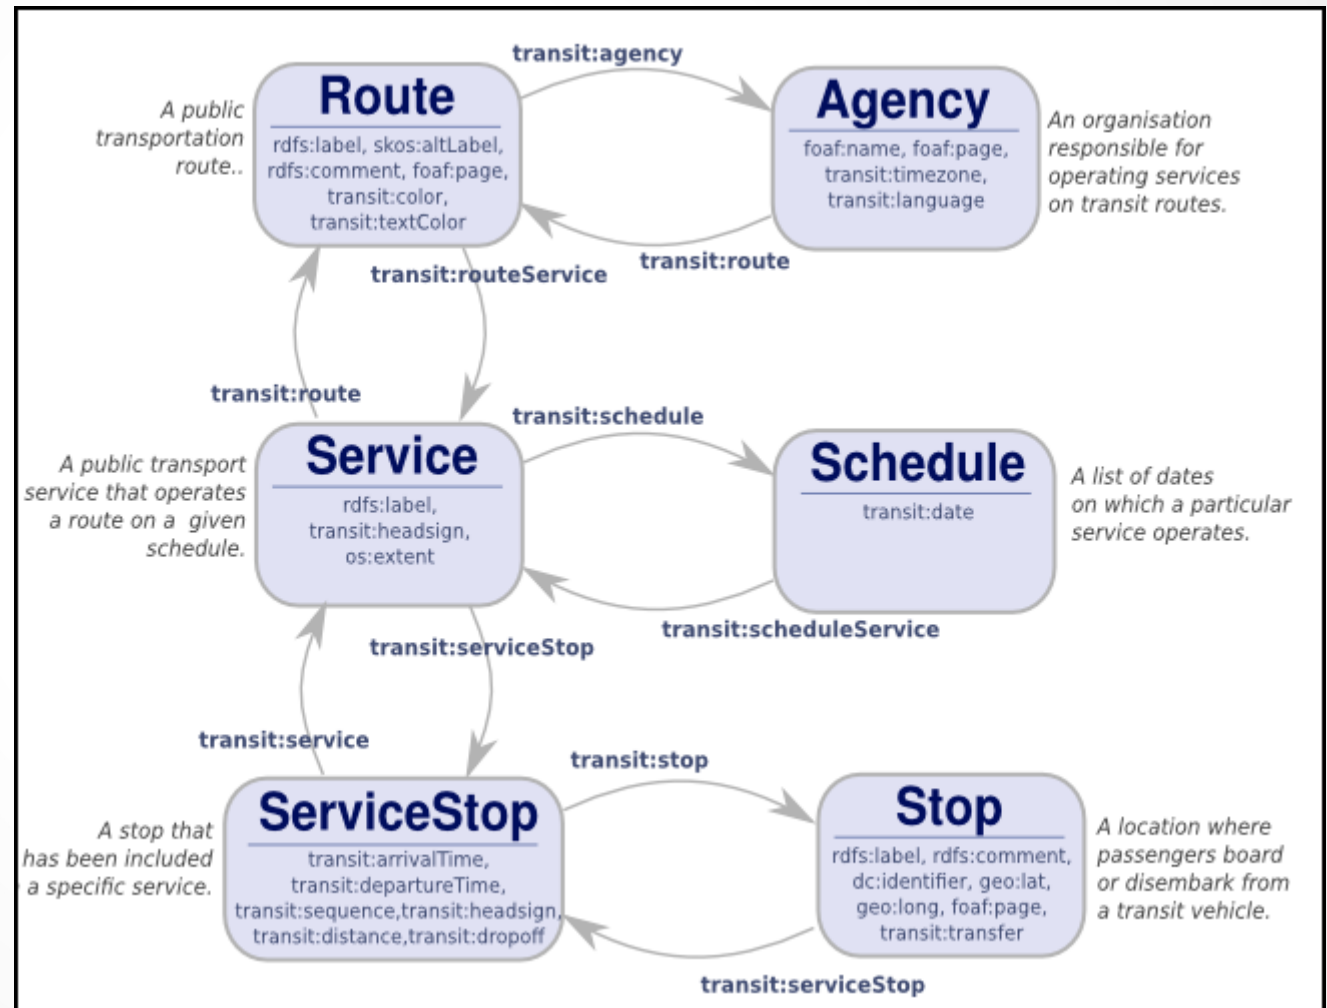 transit:agency
Route
A public
transportation
route..
rdfs:label, skos:altLabel,
rdfs:comment, foaf:page,
transit:color,
transit:textColor
Agency
foaf:name, foaf:page,
transit:timezone,
transit:language
An organisation
responsible for
operating services
on transit routes.
transit:routeService
transit:route
transit:route
transit:schedule
Service
A public transport
service that operates
a route on a given
schedule.
rdfs:label,
transit:headsign,
os:extent
Schedule
transit:date
A list of dates
on which a particular
service operates.
transit:scheduleService
transit:serviceStop
transit:service
transit:stop
ServiceStop
A stop that
has been included
a specific service.
transit:arrivalTime,
transit:departureTime,
transit:sequence,transit:headsign,
transit:distance,transit:dropoff
Stop
rdfs:label, rdfs:comment,
dc:identifier, geo:lat,
geo:long, foaf:page,
transit:transfer
A location where
passengers board
or disembark from
a transit vehicle.
transit:serviceStop